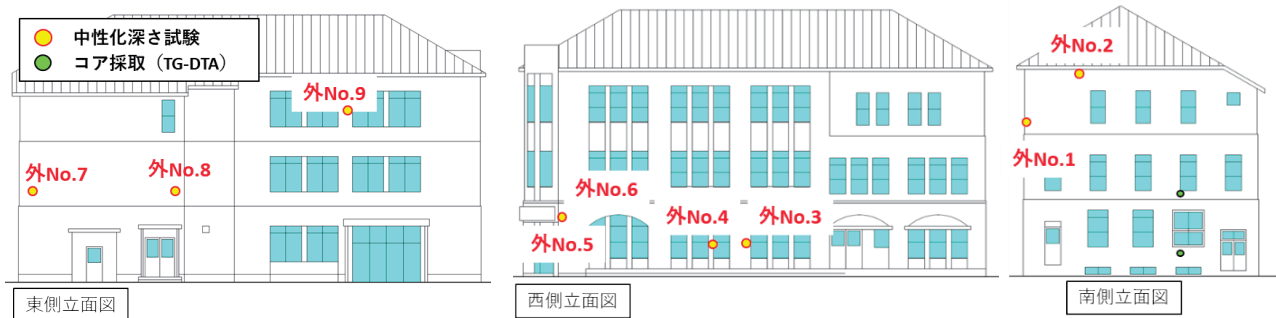 中性化深さ試験
コア採取（TG-DTA）
外No.9
外No.7
外No.8
東側立面図
外No.6
外No.4
外No.3
外No.5
西側立面図
外No.2
外No.1
南側立面図